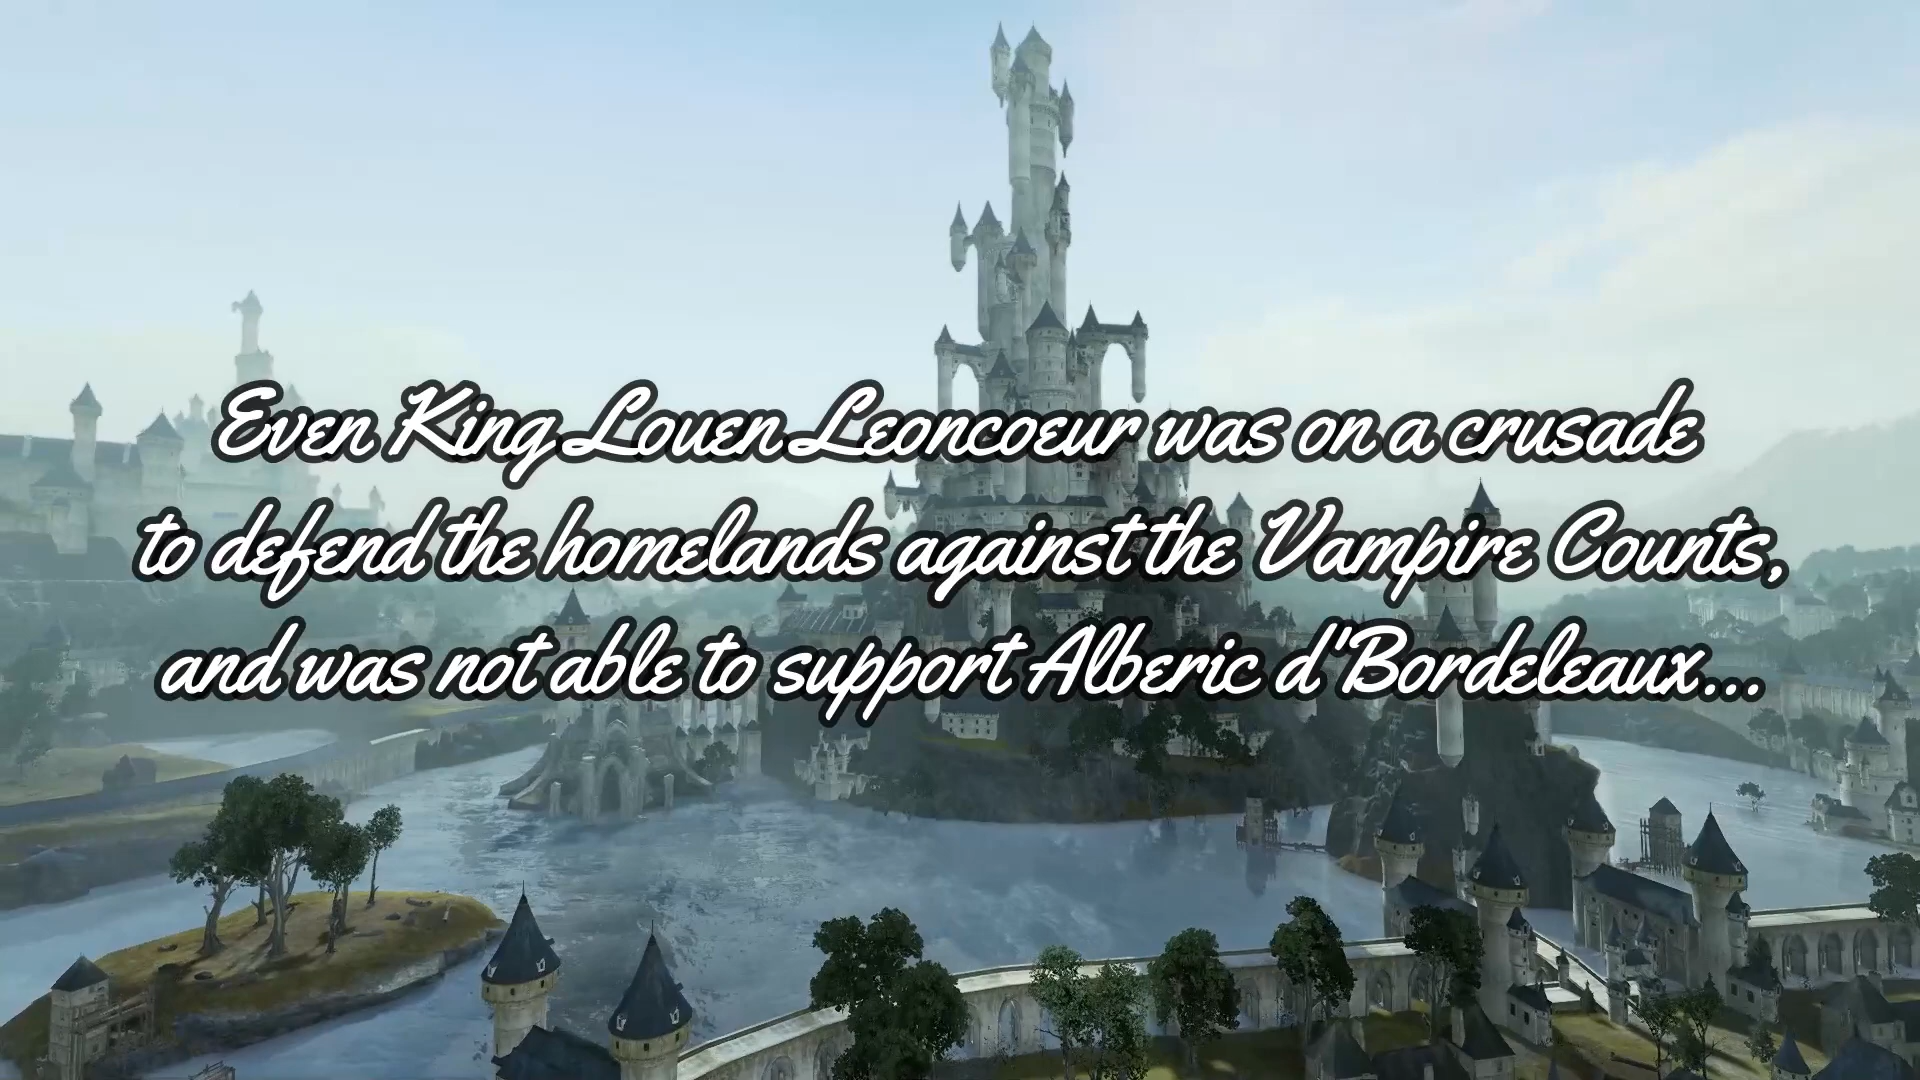 Even King Louen Leoncoeur was on a crusade
to defend the homelands against the Vampire Counts,
and was not able to support Alberic d'Bordeleaux...